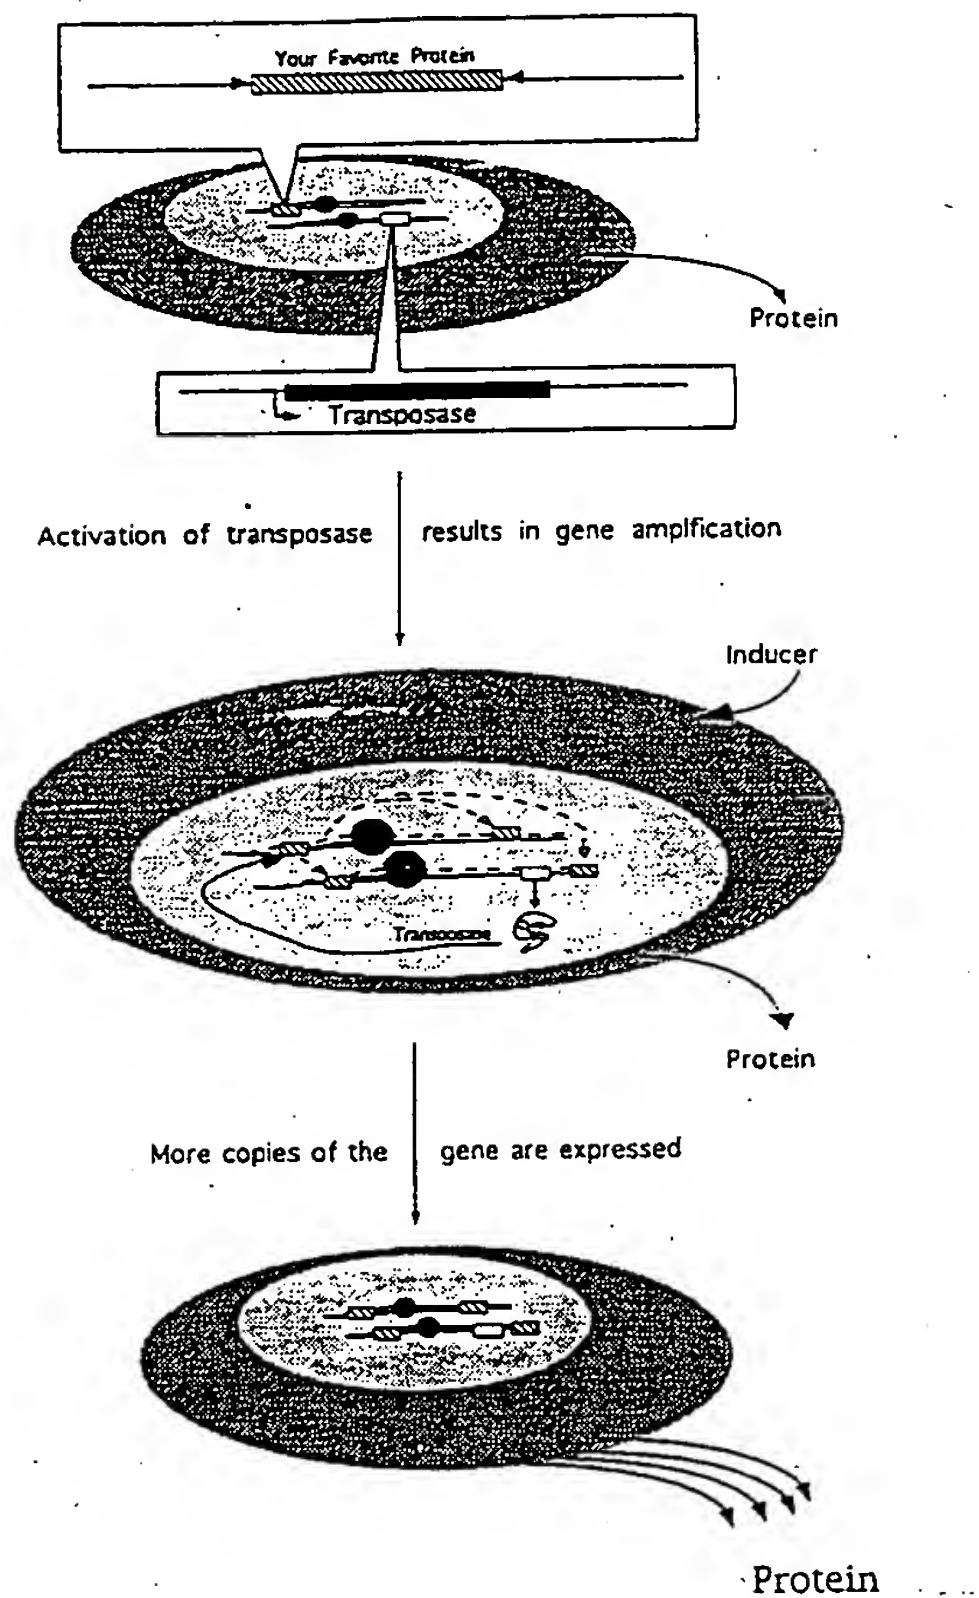 Your Favorite Protein
Protein
Transposase
Activation of transposase results in gene amplfication
Inducer
Transposase
Protein
More copies of the gene are expressed
Protein